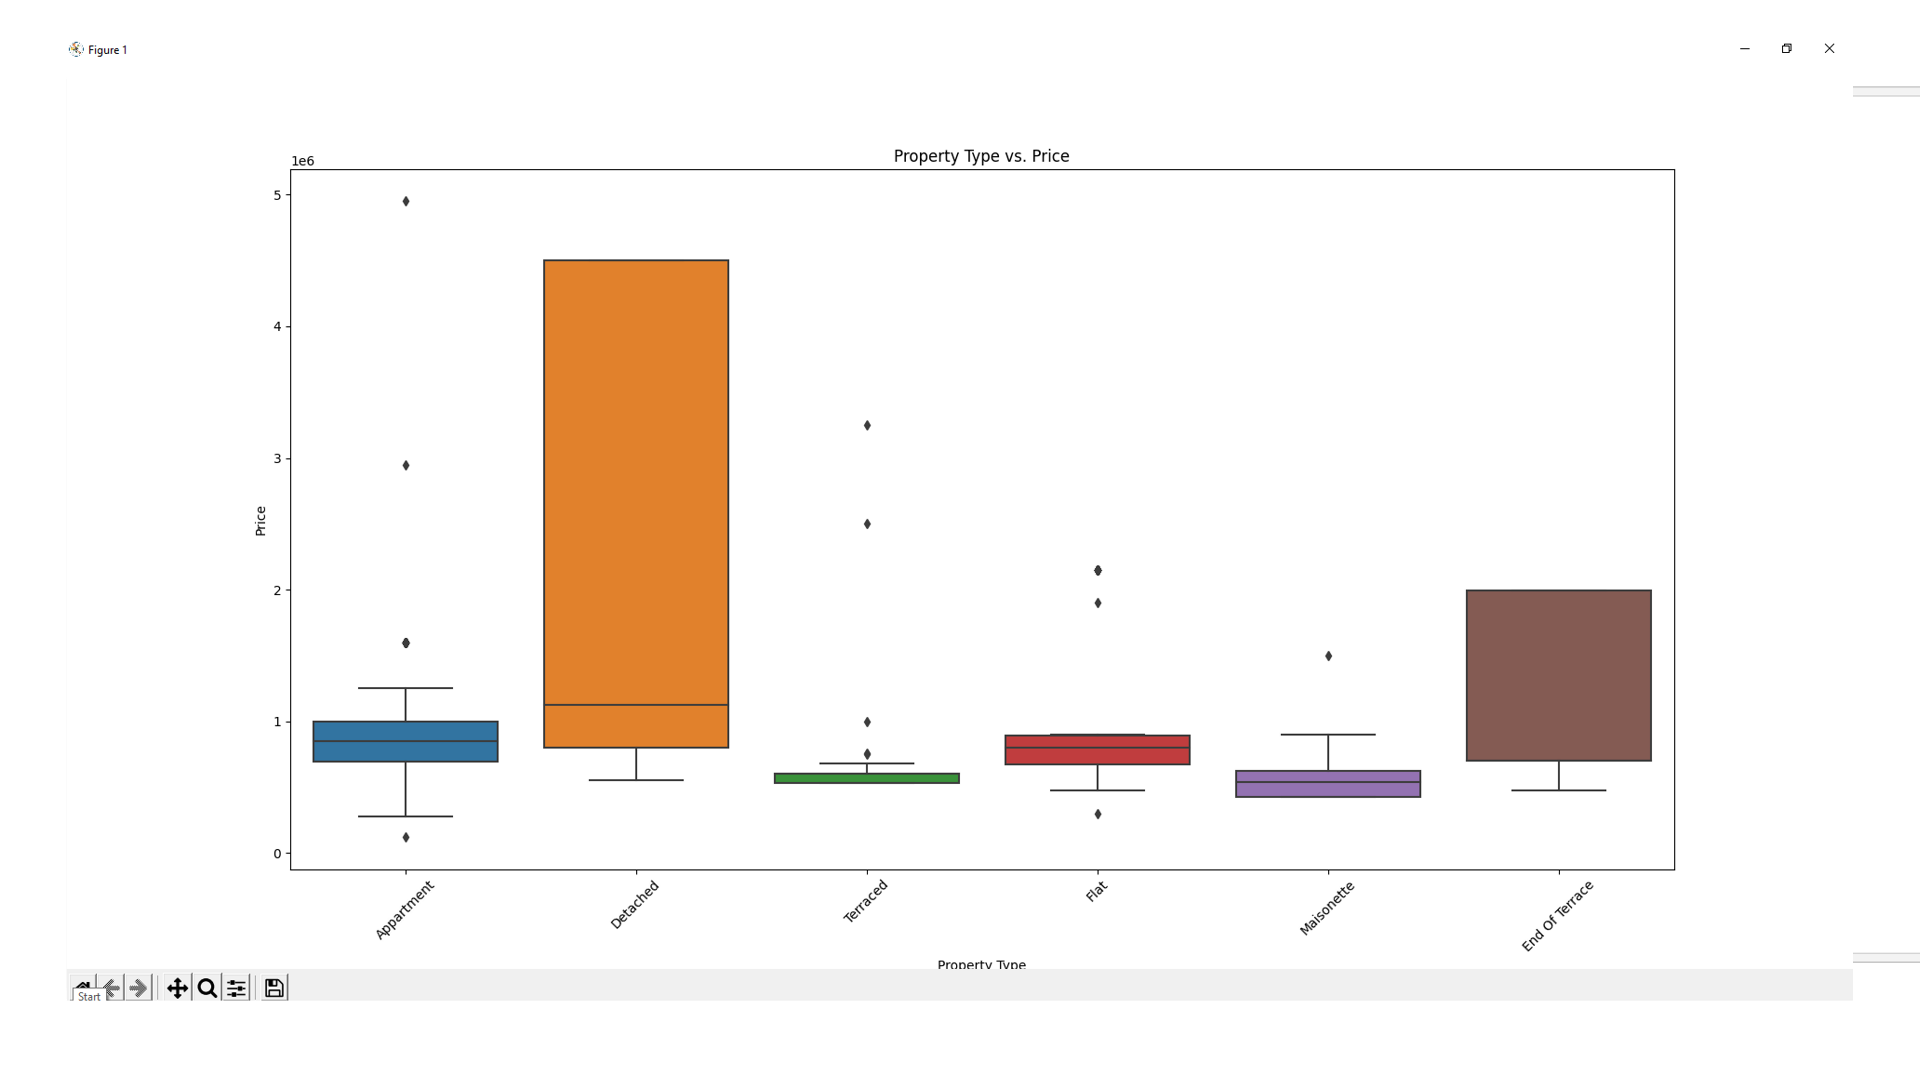 Figure 1
Property Type vs. Price
1e6
5
4
3
2
1
0
Price
Appartment
Detached
Terraced
Flat
Maisonette
End Of Terrace
Property Type
Start